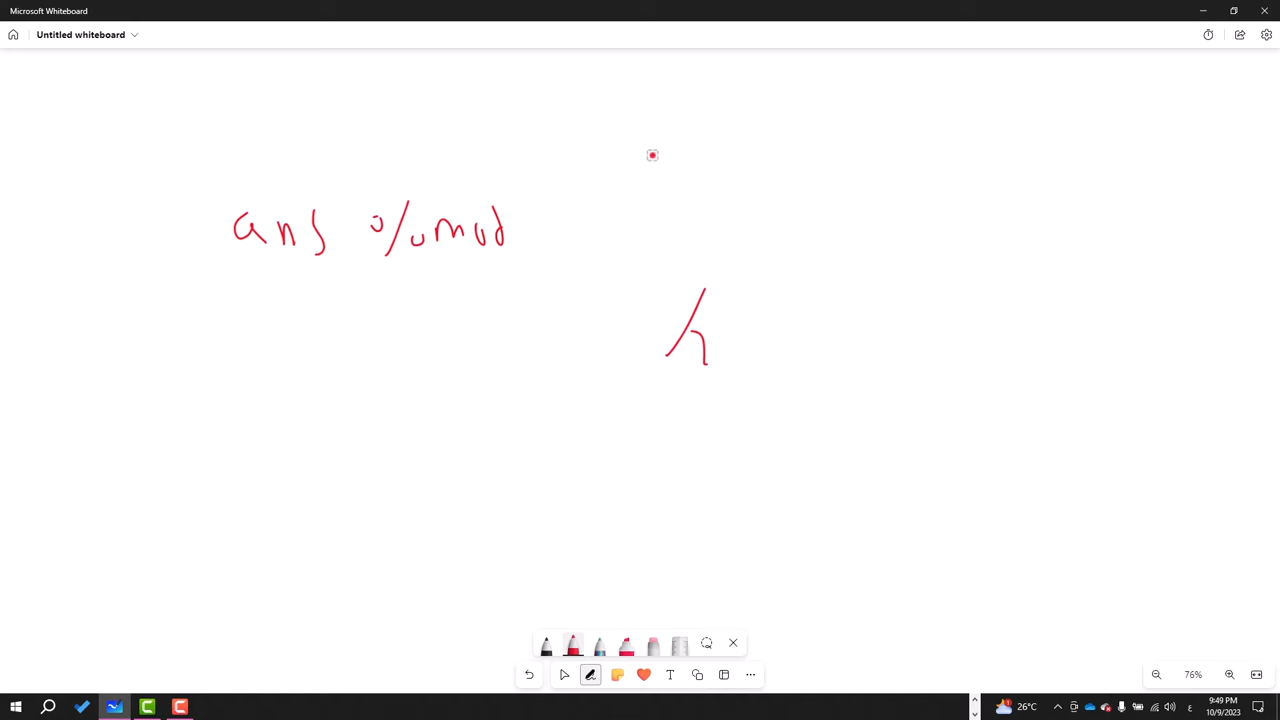 Microsoft Whiteboard
Untitled whiteboard
ans %mod
h
76%
26°C
9:49 PM
10/9/2023